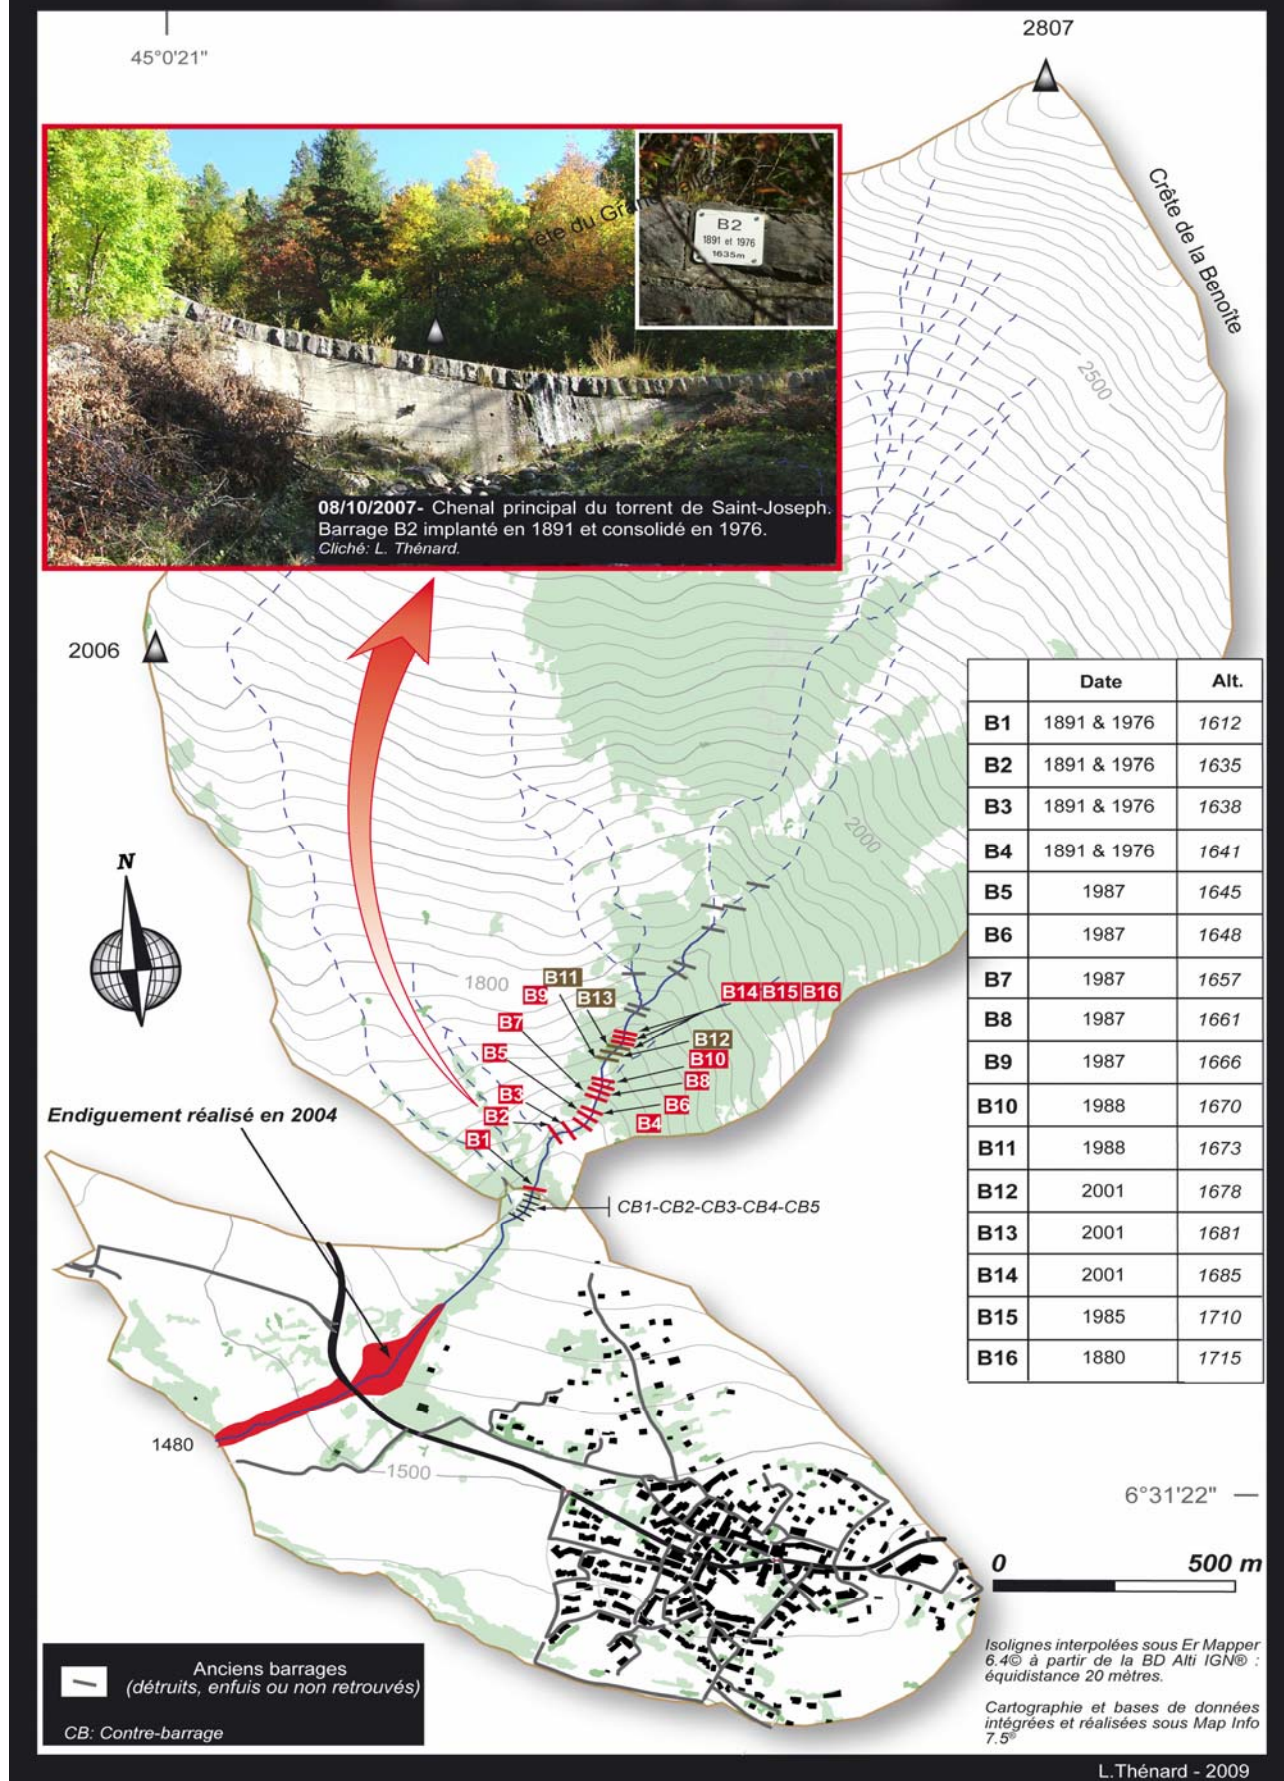 2807
45°0'21"
Crête de la Benoîte
Crête du Grand
B2
1891 et 1976
1635m
2500
08/10/2007- Chenal principal du torrent de Saint-Joseph.
Barrage B2 implanté en 1891 et consolidé en 1976.
Cliché: L. Thénard.
2006
Date Alt.
B1 1891 & 1976 1612
B2 1891 & 1976 1635
B3 1891 & 1976 1638
B4 1891 & 1976 1641
B5 1987 1645
B6 1987 1648
B7 1987 1657
B8 1987 1661
B9 1987 1666
B10 1988 1670
B11 1988 1673
B12 2001 1678
B13 2001 1681
B14 2001 1685
B15 1985 1710
B16 1880 1715
2000
N
1800
B11
B9
B13
B14 B15 B16
B7
B12
B5
B10
B8
B3
B6
B2
B4
B1
Endiguement réalisé en 2004
CB1-CB2-CB3-CB4-CB5
1480
1500
6°31'22"
0 500 m
Anciens barrages
(détruits, enfuis ou non retrouvés)
CB: Contre-barrage
Isolignes interpolées sous Er Mapper
6.4© à partir de la BD Alti IGN® :
équidistance 20 mètres.
Cartographie et bases de données
intégrées et réalisées sous Map Info
7.5©
L.Thénard - 2009